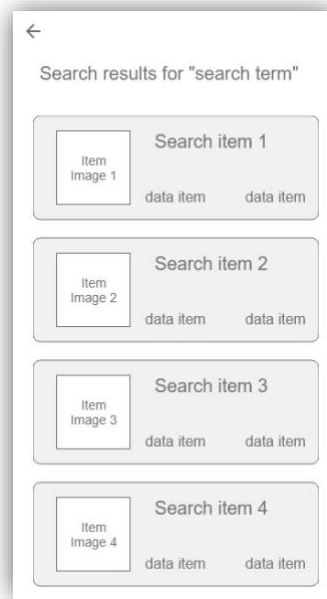 Search results for "search term"
Search item 1
Item
Image 1
data item data item
Search item 2
Item
Image 2
data item data item
Search item 3
Item
Image 3
data item data item
Search item 4
Item
Image 4
data item data item